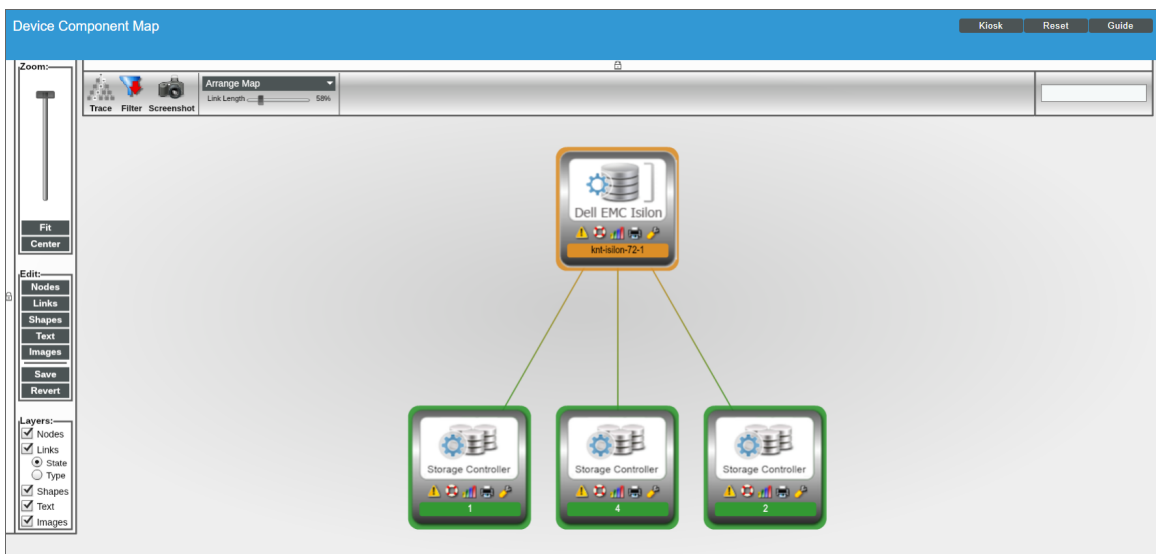 Device Component Map
Kiosk Reset Guide
Zoom:
Trace Filter Screenshot
Arrange Map
Link Length 58%
Fit
Center
Edit:
Nodes
Links
Shapes
Text
Images
Save
Revert
Layers:
Nodes
Links
State
Type
Shapes
Text
Images
Dell EMC Isilon
knt-isilon-72-1
Storage Controller
1
Storage Controller
4
Storage Controller
2